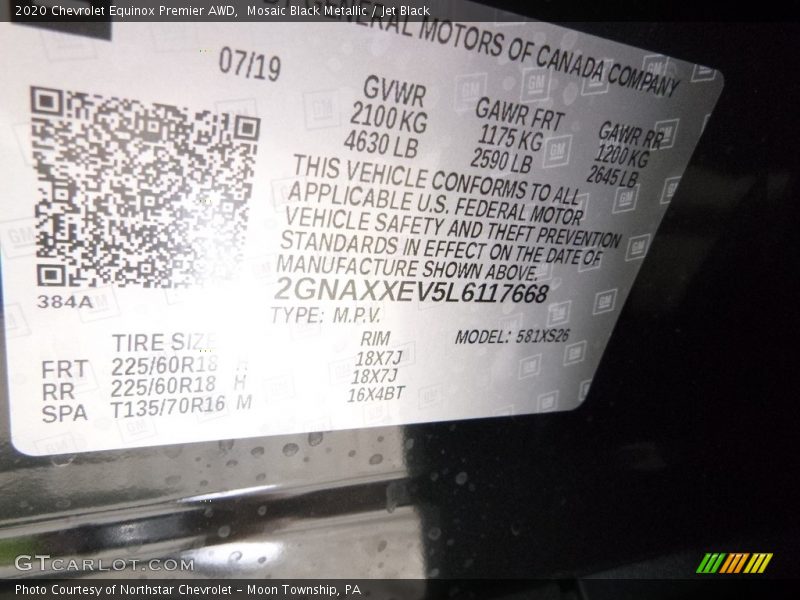 2020 Chevrolet Equinox Premier AWD,  Mosaic Black Metallic / Jet Black
GENERAL MOTORS OF CANADA COMPANY
07/19
GVWR
2100 KG
4630 LB
GAWR FRT
1175 KG
2590 LB
GAWR RR
1200 KG
2645 LB
THIS VEHICLE CONFORMS TO ALL
APPLICABLE U.S. FEDERAL MOTOR
VEHICLE SAFETY AND THEFT PREVENTION
STANDARDS IN EFFECT ON THE DATE OF
MANUFACTURE SHOWN ABOVE.
384A
2GNAXXEV5L6117668
TYPE: M.P.V.
MODEL: 581XS26
TIRE SIZE RIM
FRT 225/60R18 H 18X7J
RR 225/60R18 H 18X7J
SPA T135/70R16 M 16X4BT
GTCARLOT.COM
Photo Courtesy of Northstar Chevrolet - Moon Township, PA